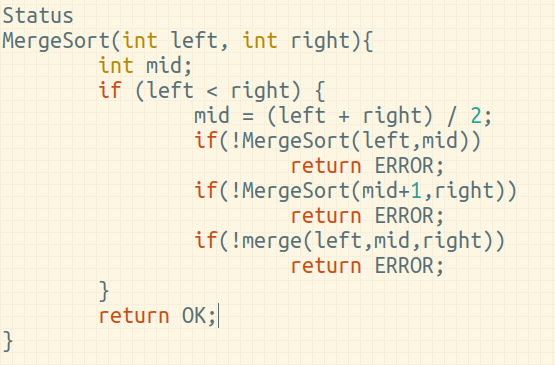 Status
MergeSort(int left, int right){
        int mid;
        if (left < right) {
                mid = (left + right) / 2;
                if(!MergeSort(left,mid))
                        return ERROR;
                if(!MergeSort(mid+1,right))
                        return ERROR;
                if(!merge(left,mid,right))
                        return ERROR;
        }
        return OK;
}